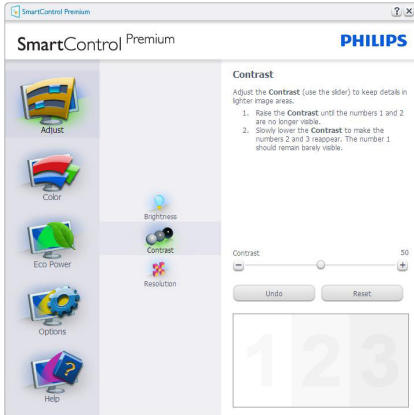 SmartControl Premium
SmartControl Premium
PHILIPS
Adjust
Color
Eco Power
Options
Help
Brightness
Contrast
Resolution
Contrast
Adjust the Contrast (use the slider) to keep details in
lighter image areas.
1. Raise the Contrast until the numbers 1 and 2
are no longer visible.
2. Slowly lower the Contrast to make the
numbers 2 and 3 reappear. The number 1
should remain barely visible.
Contrast 50
Undo Reset
1 2 3